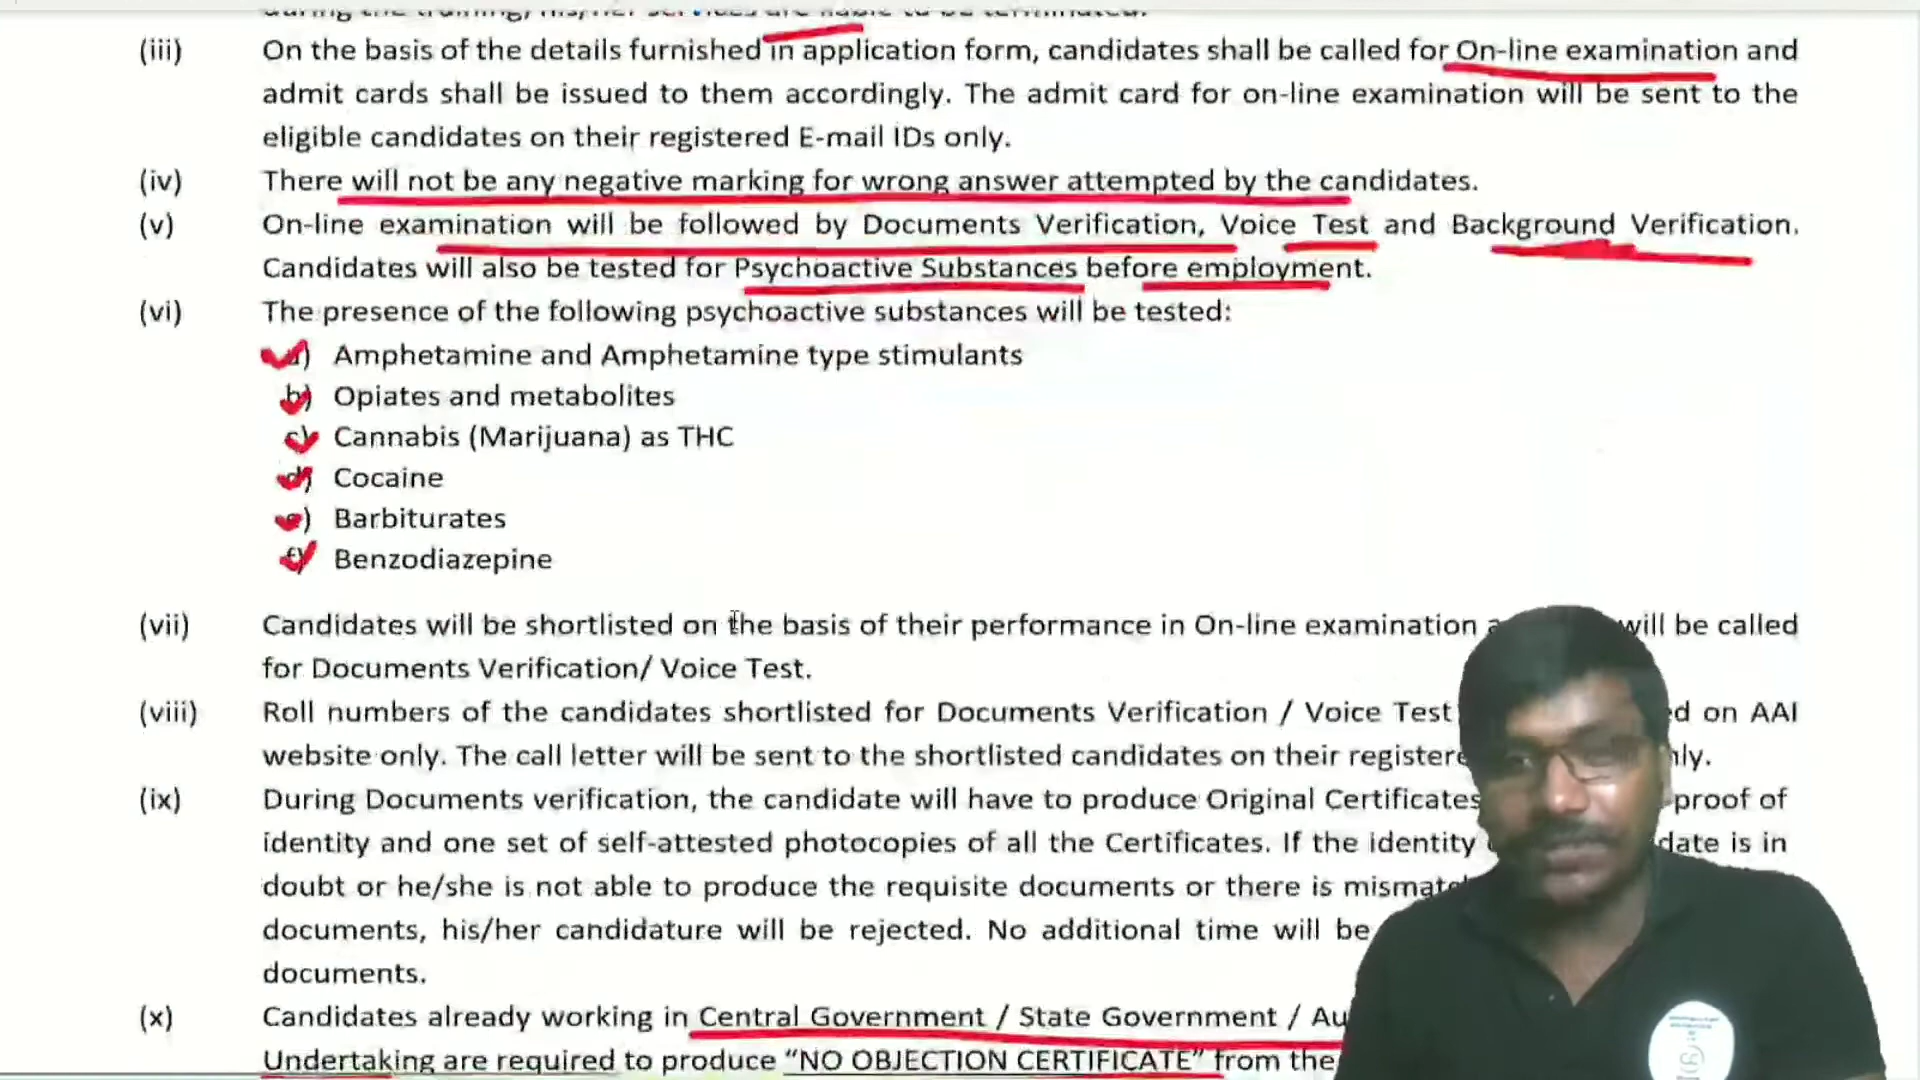 during the training, his/her services are liable to be terminated.
(iii) On the basis of the details furnished in application form, candidates shall be called for On-line examination and
admit cards shall be issued to them accordingly. The admit card for on-line examination will be sent to the
eligible candidates on their registered E-mail IDs only.
(iv) There will not be any negative marking for wrong answer attempted by the candidates.
(v) On-line examination will be followed by Documents Verification, Voice Test and Background Verification.
Candidates will also be tested for Psychoactive Substances before employment.
(vi) The presence of the following psychoactive substances will be tested:
a) Amphetamine and Amphetamine type stimulants
b) Opiates and metabolites
c) Cannabis (Marijuana) as THC
d) Cocaine
e) Barbiturates
f) Benzodiazepine
(vii) Candidates will be shortlisted on the basis of their performance in On-line examination will be called
for Documents Verification/ Voice Test.
(viii) Roll numbers of the candidates shortlisted for Documents Verification / Voice Test on AAI
website only. The call letter will be sent to the shortlisted candidates on their
(ix) During Documents verification, the candidate will have to produce Original Certificates proof of
identity and one set of self-attested photocopies of all the Certificates. If the identity is in
doubt or he/she is not able to produce the requisite documents or there is
documents, his/her candidature will be rejected. No additional time will be
documents.
(x) Candidates already working in Central Government / State Government /
Undertaking are required to produce “NO OBJECTION CERTIFICATE” from the